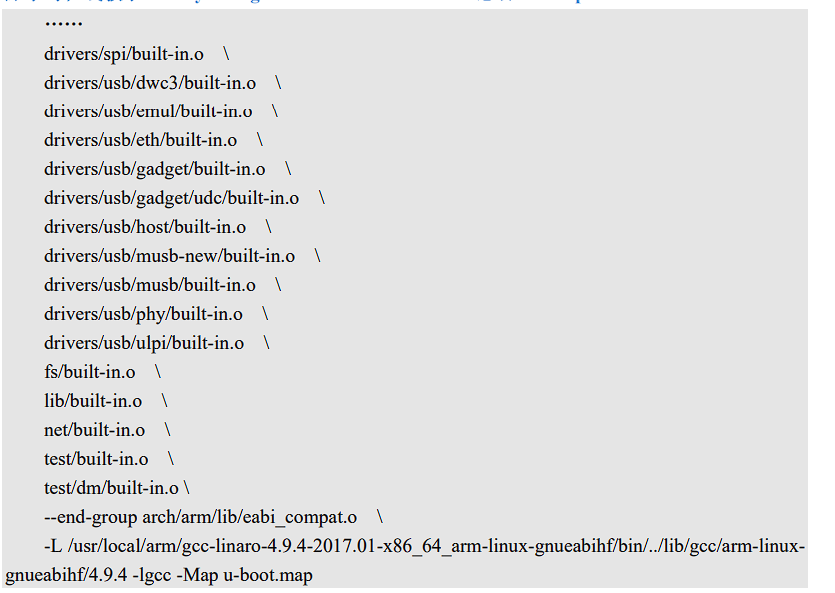 ……
drivers/spi/built-in.o \
drivers/usb/dwc3/built-in.o \
drivers/usb/emul/built-in.o \
drivers/usb/eth/built-in.o \
drivers/usb/gadget/built-in.o \
drivers/usb/gadget/udc/built-in.o \
drivers/usb/host/built-in.o \
drivers/usb/musb-new/built-in.o \
drivers/usb/musb/built-in.o \
drivers/usb/phy/built-in.o \
drivers/usb/ulpi/built-in.o \
fs/built-in.o \
lib/built-in.o \
net/built-in.o \
test/built-in.o \
test/dm/built-in.o \
--end-group arch/arm/lib/eabi_compat.o \
-L /usr/local/arm/gcc-linaro-4.9.4-2017.01-x86_64_arm-linux-gnueabihf/bin/../lib/gcc/arm-linux-
gnueabihf/4.9.4 -lgcc -Map u-boot.map